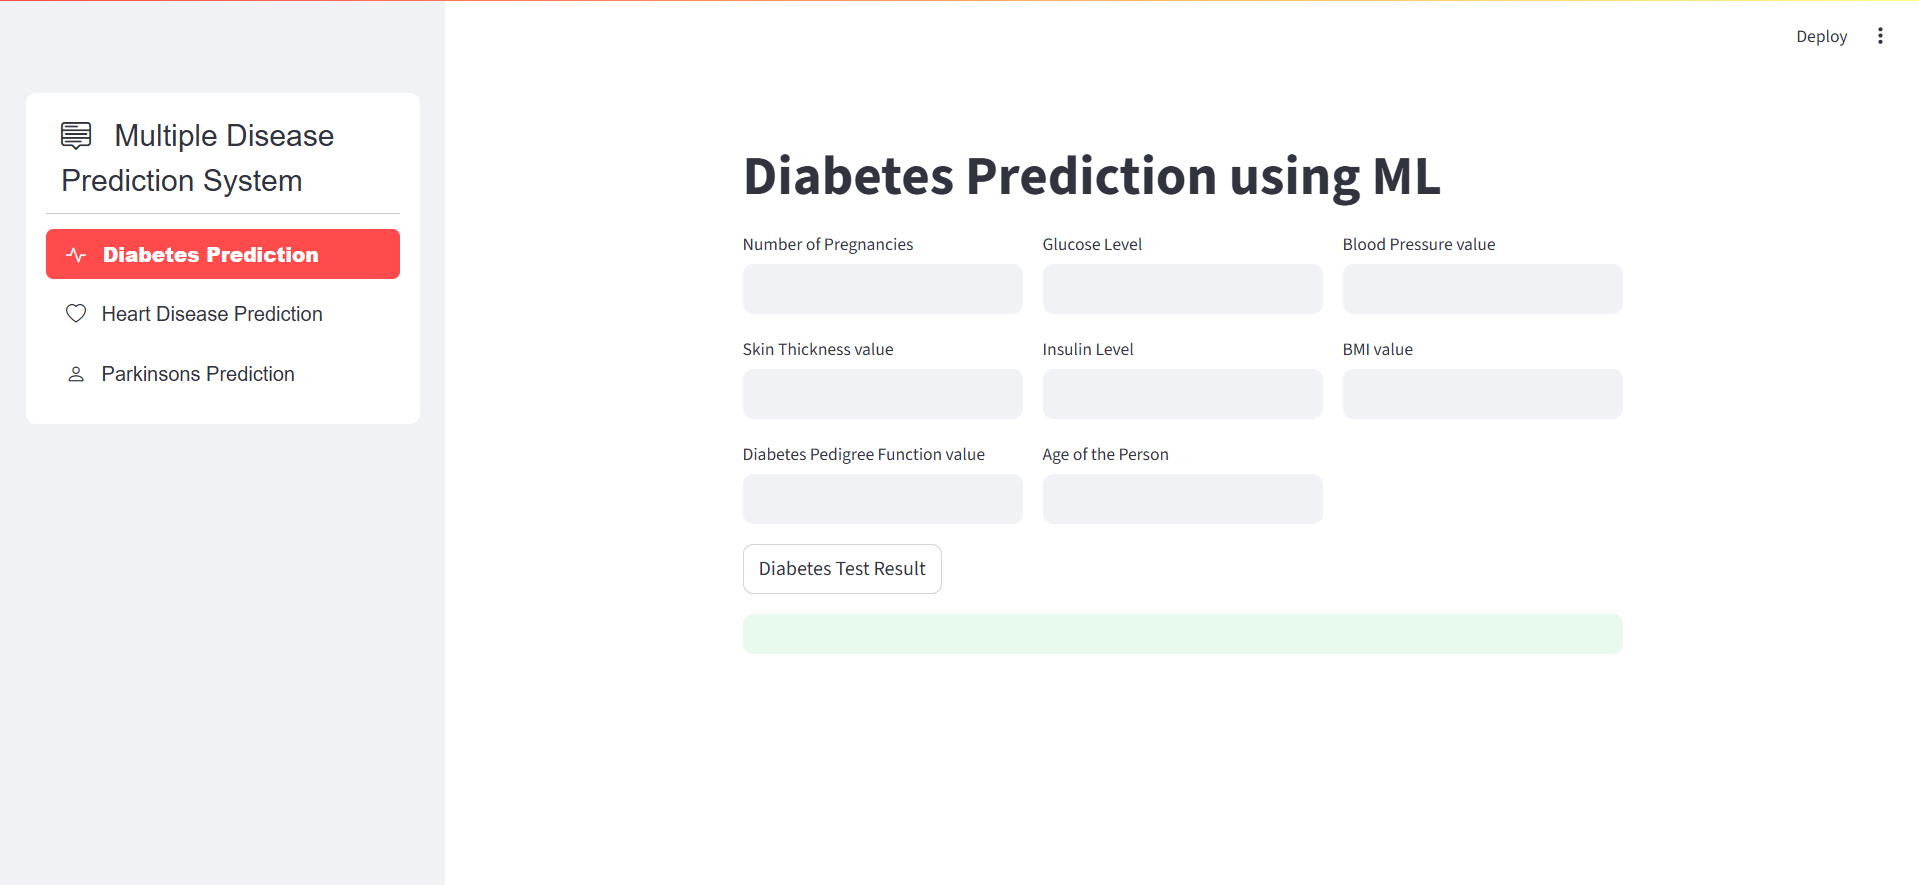 Deploy
Multiple Disease
Prediction System
Diabetes Prediction
Heart Disease Prediction
Parkinsons Prediction
Diabetes Prediction using ML
Number of Pregnancies
Glucose Level
Blood Pressure value
Skin Thickness value
Insulin Level
BMI value
Diabetes Pedigree Function value
Age of the Person
Diabetes Test Result